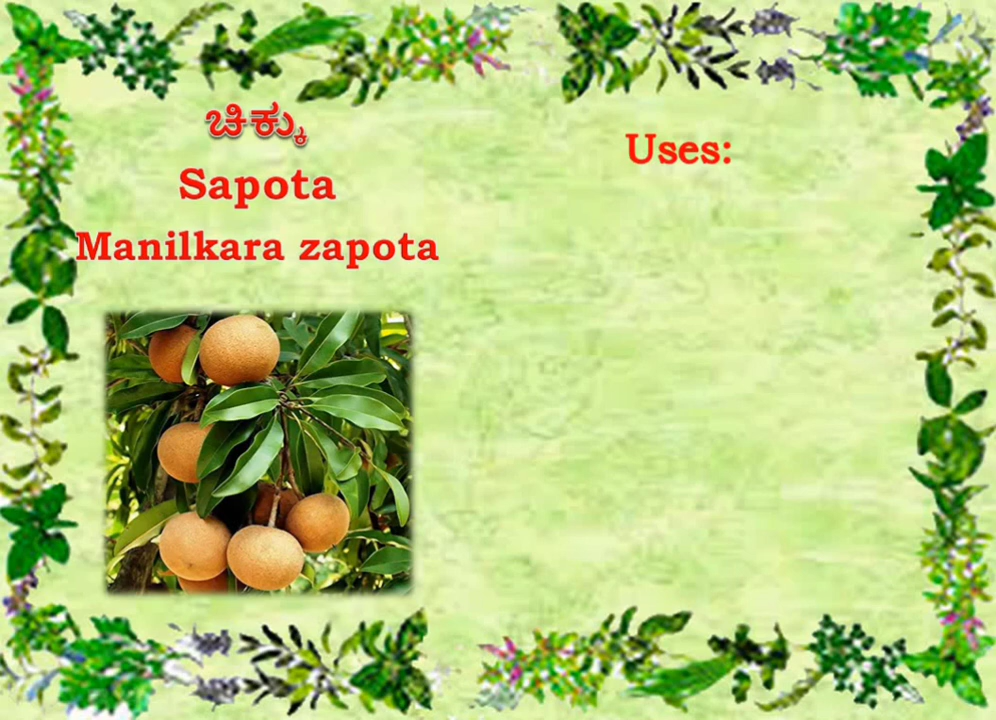 ಚಿಕ್ಕು
Sapota
Manilkara zapota
Uses: